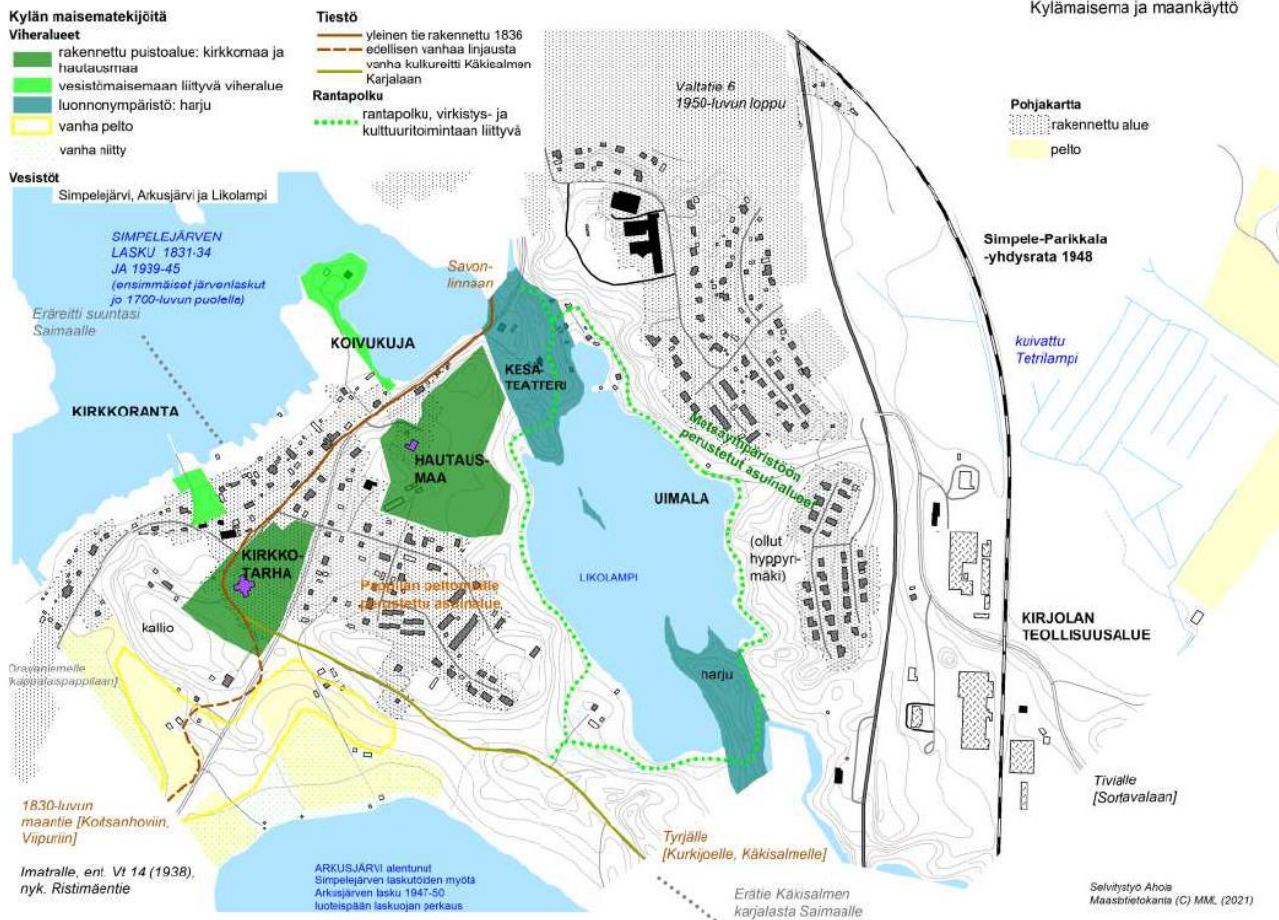 Kylämaisema ja maankäyttö
Kylän maisematekijöitä
Viheralueet
rakennettu puistoalue: kirkkomaa ja
hautausmaa
vesistömaisemaan liittyvä viheralue
luonnonympäristö: harju
vanha pelto
vanha niitty
Vesistöt
Simpelejärvi, Arkusjärvi ja Likolampi
Tiestö
yleinen tie rakennettu 1836
edellisen vanhaa linjausta
vanha kulkureitti Käkisalmen
Karjalaan
Rantapolku
rantapolku, virkistys- ja
kulttuuritoimintaan liittyvä
Valtatie 6
1950-luvun loppu
Pohjakartta
rakennettu alue
pelto
SIMPELEJÄRVEN
LASKU 1831-34
JA 1939-45
(ensimmäiset järvenlaskut
jo 1700-luvun puolella)
Savon-
linnaan
Simpele-Parikkala
-yhdysrata 1948
Eräreitti suuntasi
Saimaalle
KOIVUKUJA
kuivattu
Tetrilampi
KESÄ-
TEATTERI
KIRKKORANTA
Metsäympäristöön
perustetut asuinalueet
HAUTAUS-
MAA
UIMALA
(ollut
hyppyri-
mäki)
KIRKKO-
TARHA
LIKOLAMPI
Pappilan peltomaille
perustettu asuinalue
kallio
KIRJOLAN
TEOLLISUUSALUE
Oravaniemelle
[kappalaispappilaan]
harju
Tivialle
[Sortavalaan]
1830-luvun
maantie [Koitsanhoviin,
Viipuriin]
Tyrjälle
[Kurkijoelle, Käkisalmelle]
Imatralle, ent. Vt 14 (1938),
nyk. Ristimäentie
ARKUSJÄRVI alentunut
Simpelejärven laskutöiden myötä
Arkusjärven lasku 1947-50
luoteispään laskuojan perkaus
Erätie Käkisalmen
karjalasta Saimaalle
Selvitystyö Ahola
Maastotietokanta (C) MML (2021)